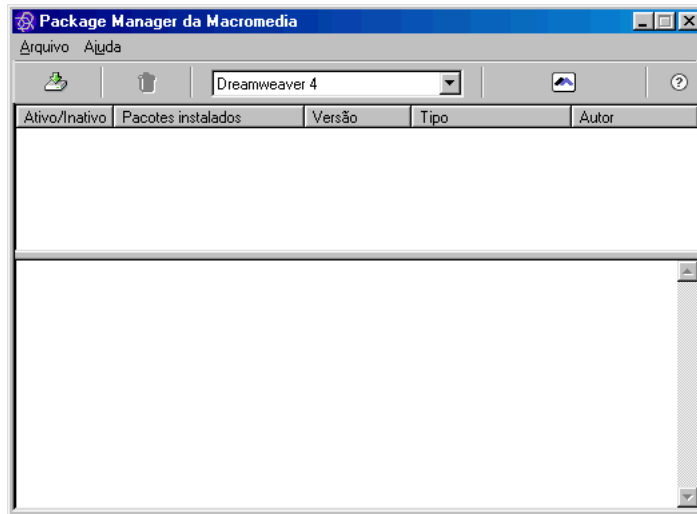 Package Manager da Macromedia
Arquivo Ajuda
Dreamweaver 4
?
Ativo/Inativo Pacotes instalados Versão Tipo Autor